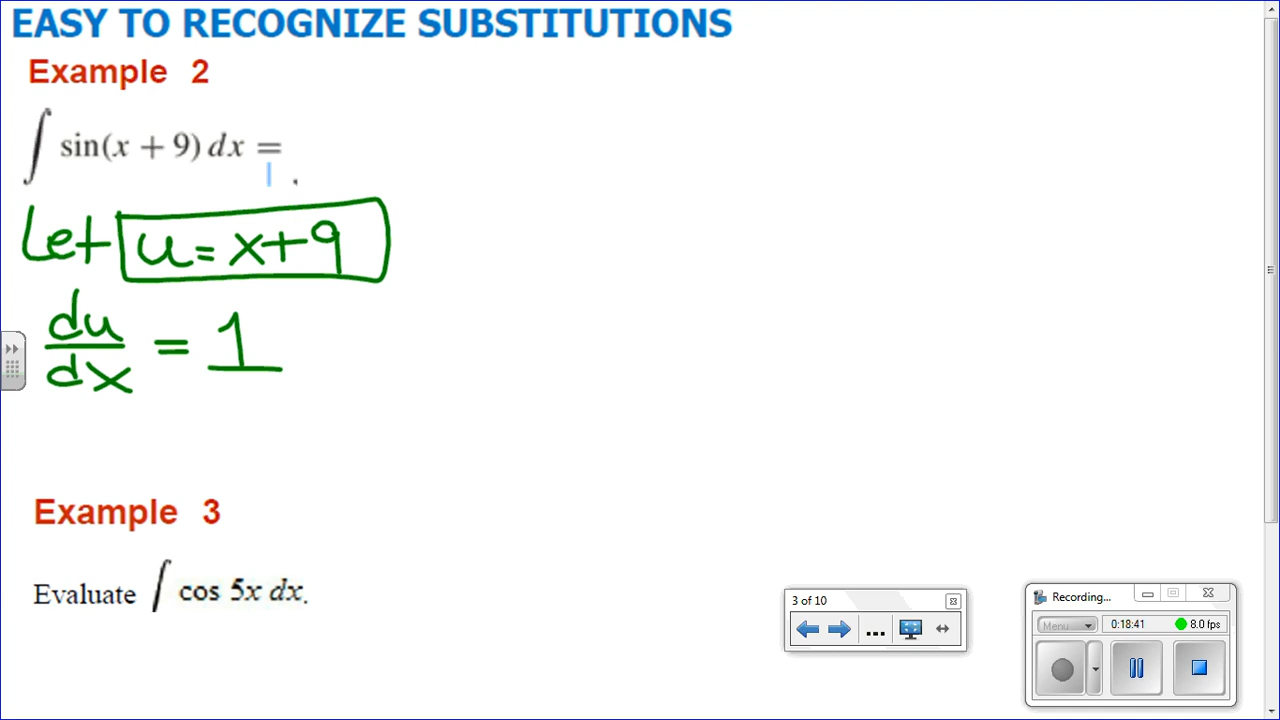 EASY TO RECOGNIZE SUBSTITUTIONS
Example 2
∫ sin(x + 9) dx =
Let u = x+9
du/dx = 1
Example 3
Evaluate ∫ cos 5x dx.
3 of 10
...
Recording...
Menu
0:18:41
8.0 fps